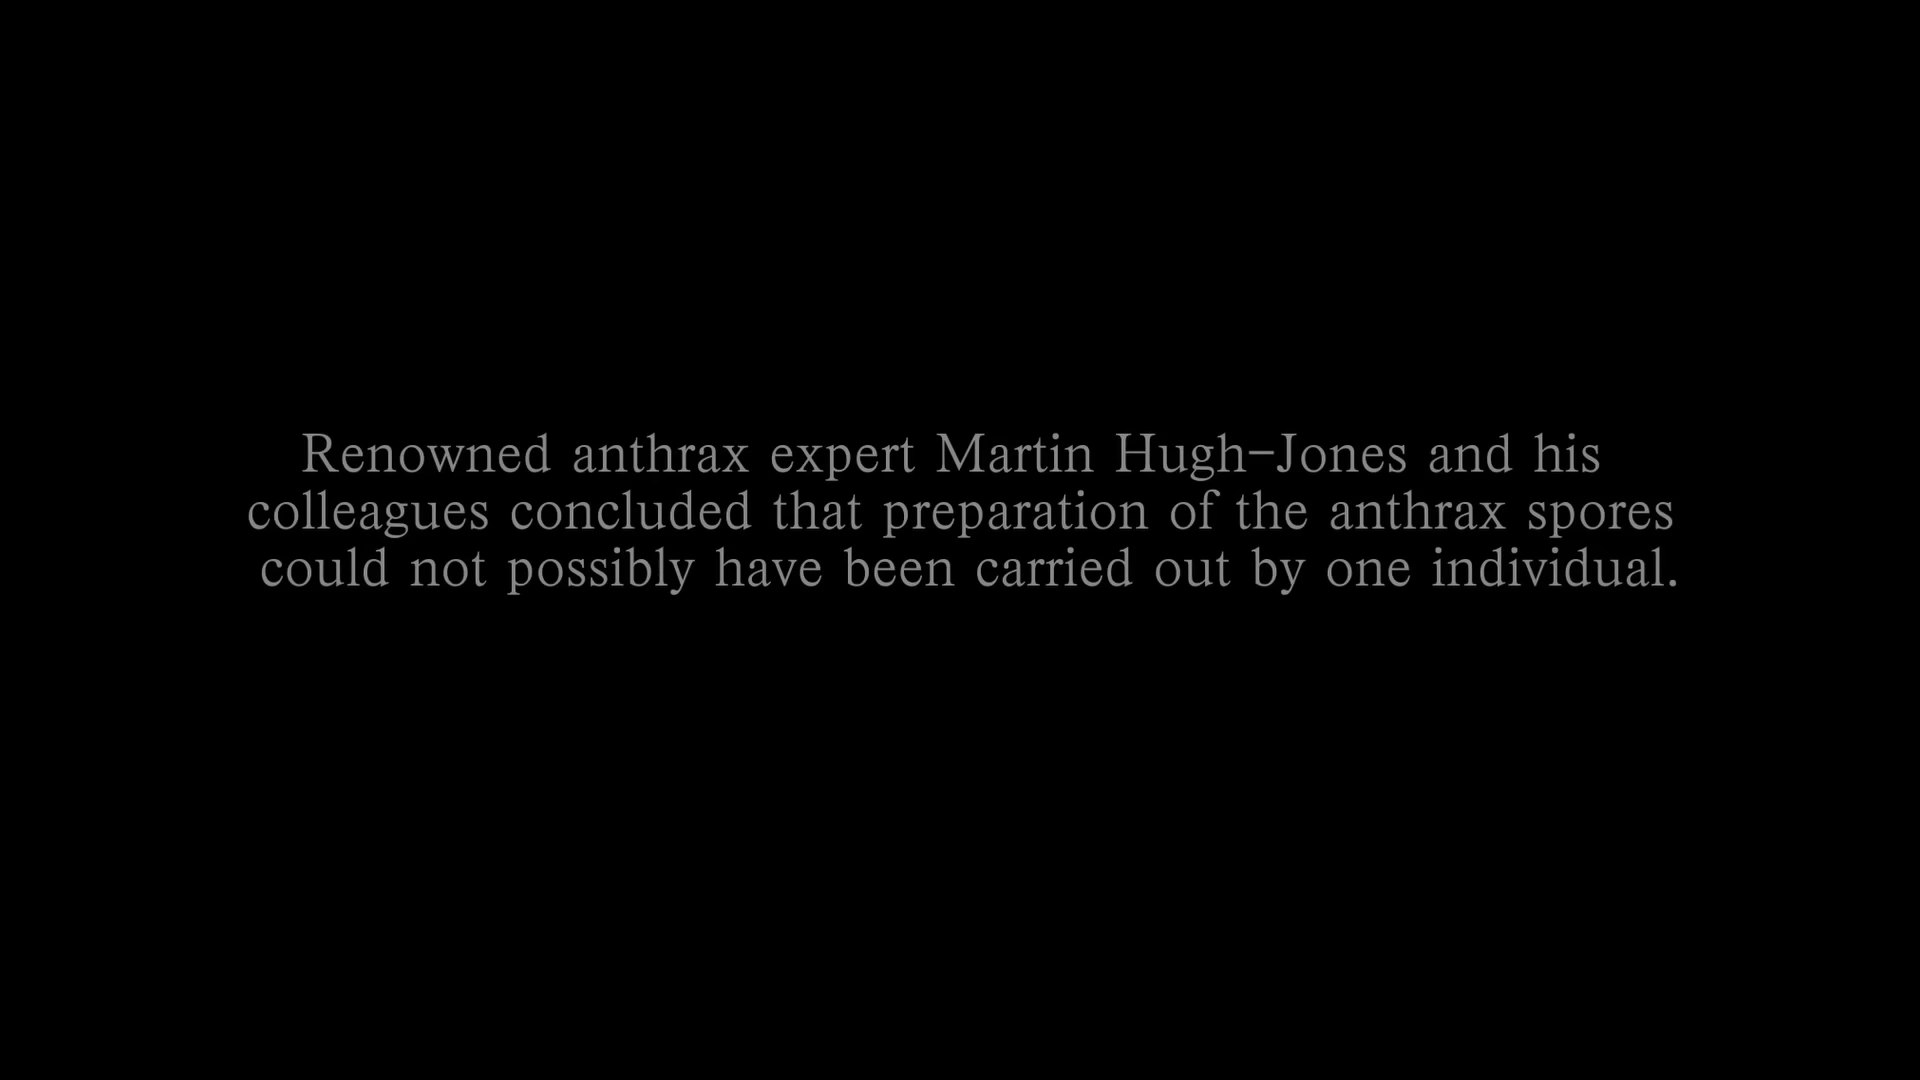 Renowned anthrax expert Martin Hugh-Jones and his
colleagues concluded that preparation of the anthrax spores
could not possibly have been carried out by one individual.